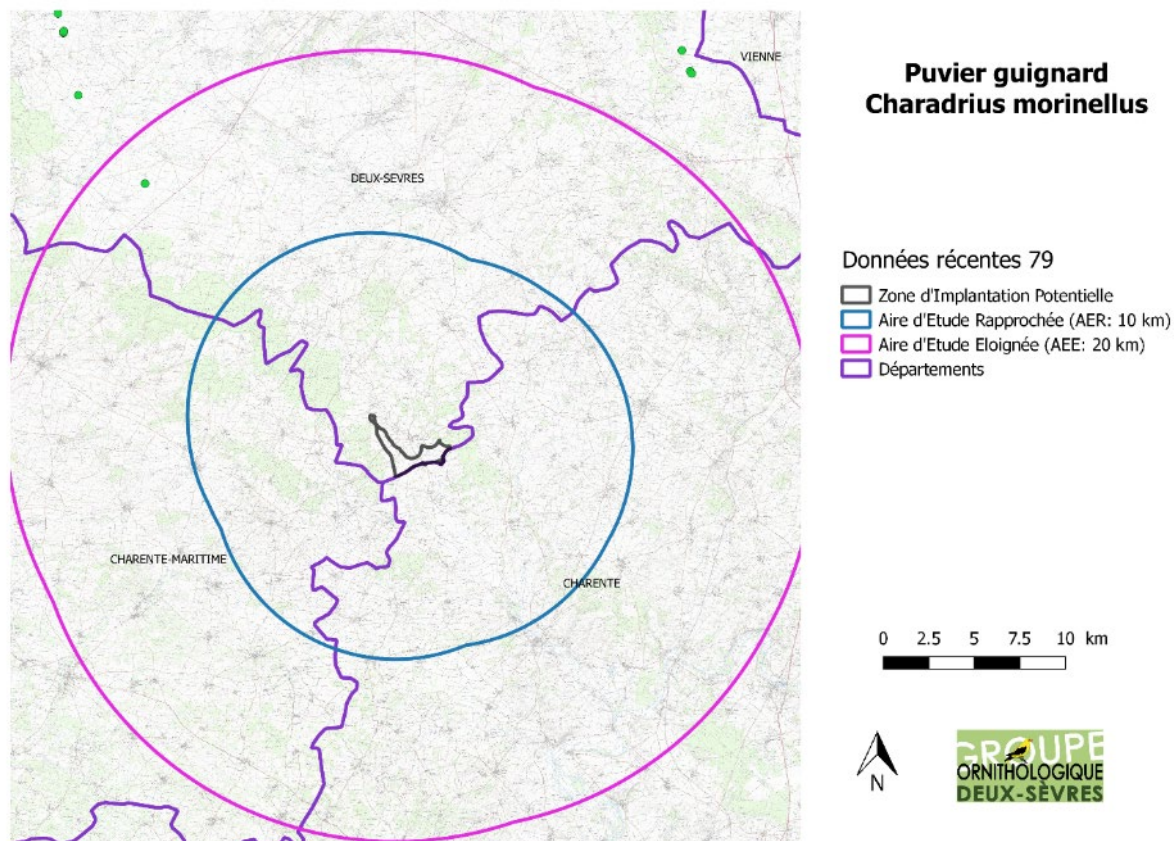 Puvier guignard
Charadrius morinellus
VIENNE
DEUX-SEVRES
CHARENTE-MARITIME
CHARENTE
Données récentes 79
Zone d'Implantation Potentielle
Aire d'Etude Rapprochée (AER: 10 km)
Aire d'Etude Eloignée (AEE: 20 km)
Départements
0 2.5 5 7.5 10 km
N
GROUPE
ORNITHOLOGIQUE
DEUX-SÈVRES